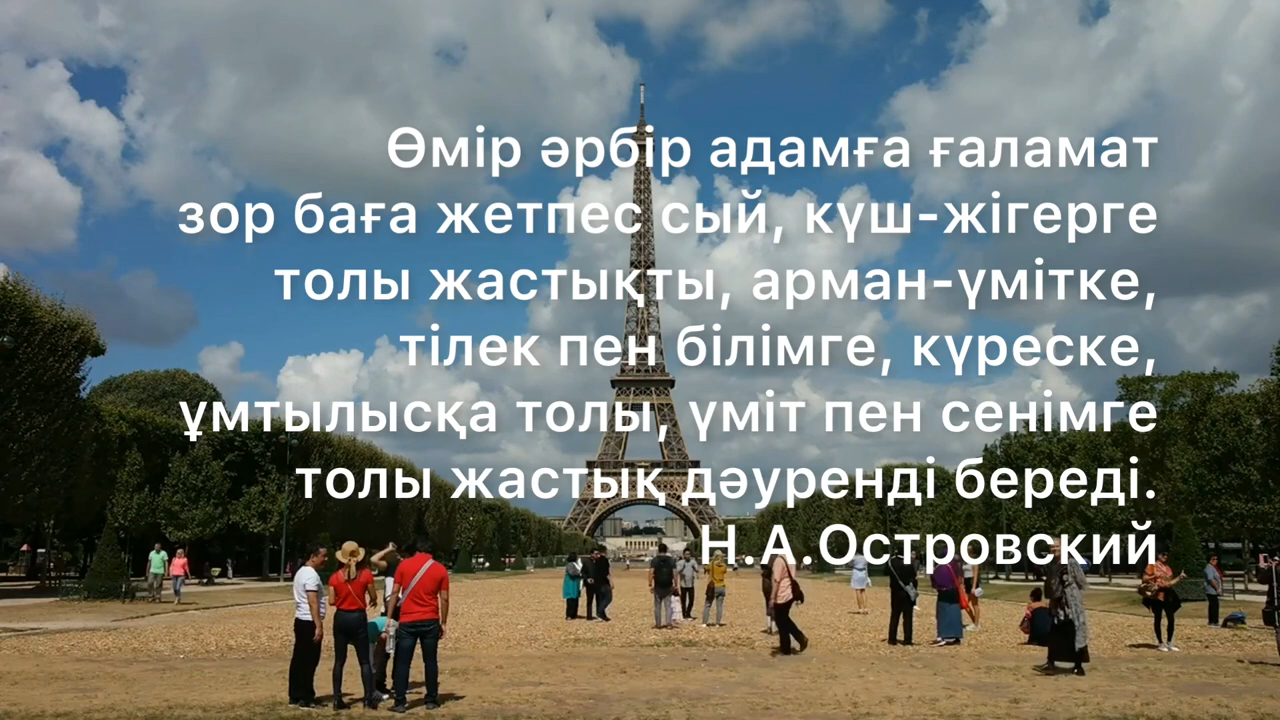 Өмір әрбір адамға ғаламат
зор баға жетпес сый, күш-жігерге
толы жастықты, арман-үмітке,
тілек пен білімге, күреске,
ұмтылысқа толы, үміт пен сенімге
толы жастық дәуренді береді.
Н.А.Островский